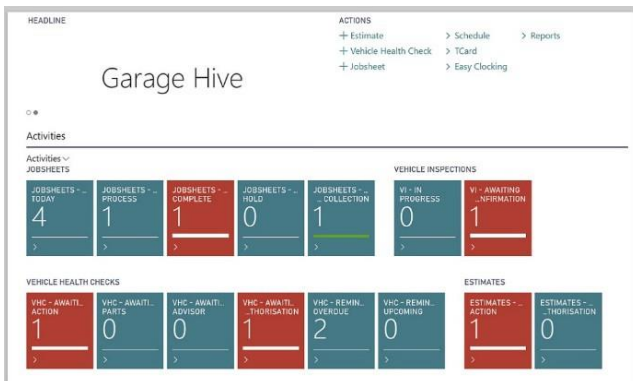 HEADLINE
ACTIONS
+ Estimate
> Schedule
> Reports
+ Vehicle Health Check
> TCard
+ Jobsheet
> Easy Clocking
Garage Hive
Activities
Activities
JOBSHEETS
VEHICLE INSPECTIONS
JOBSHEETS - ...
TODAY
4
JOBSHEETS - ...
PROCESS
1
JOBSHEETS - ...
COMPLETE
1
JOBSHEETS - ...
HOLD
0
JOBSHEETS - ...
... COLLECTION
1
VI - IN
PROGRESS
0
VI - AWAITING
...NFIRMATION
1
VEHICLE HEALTH CHECKS
ESTIMATES
VHC - AWAITI...
ACTION
1
VHC - AWAITI...
PARTS
0
VHC - AWAITI...
ADVISOR
0
VHC - AWAITI...
...THORISATION
1
VHC - REMIN...
OVERDUE
2
VHC - REMIN...
UPCOMING
0
ESTIMATES - ...
ACTION
1
ESTIMATES - ...
...THORISATION
0